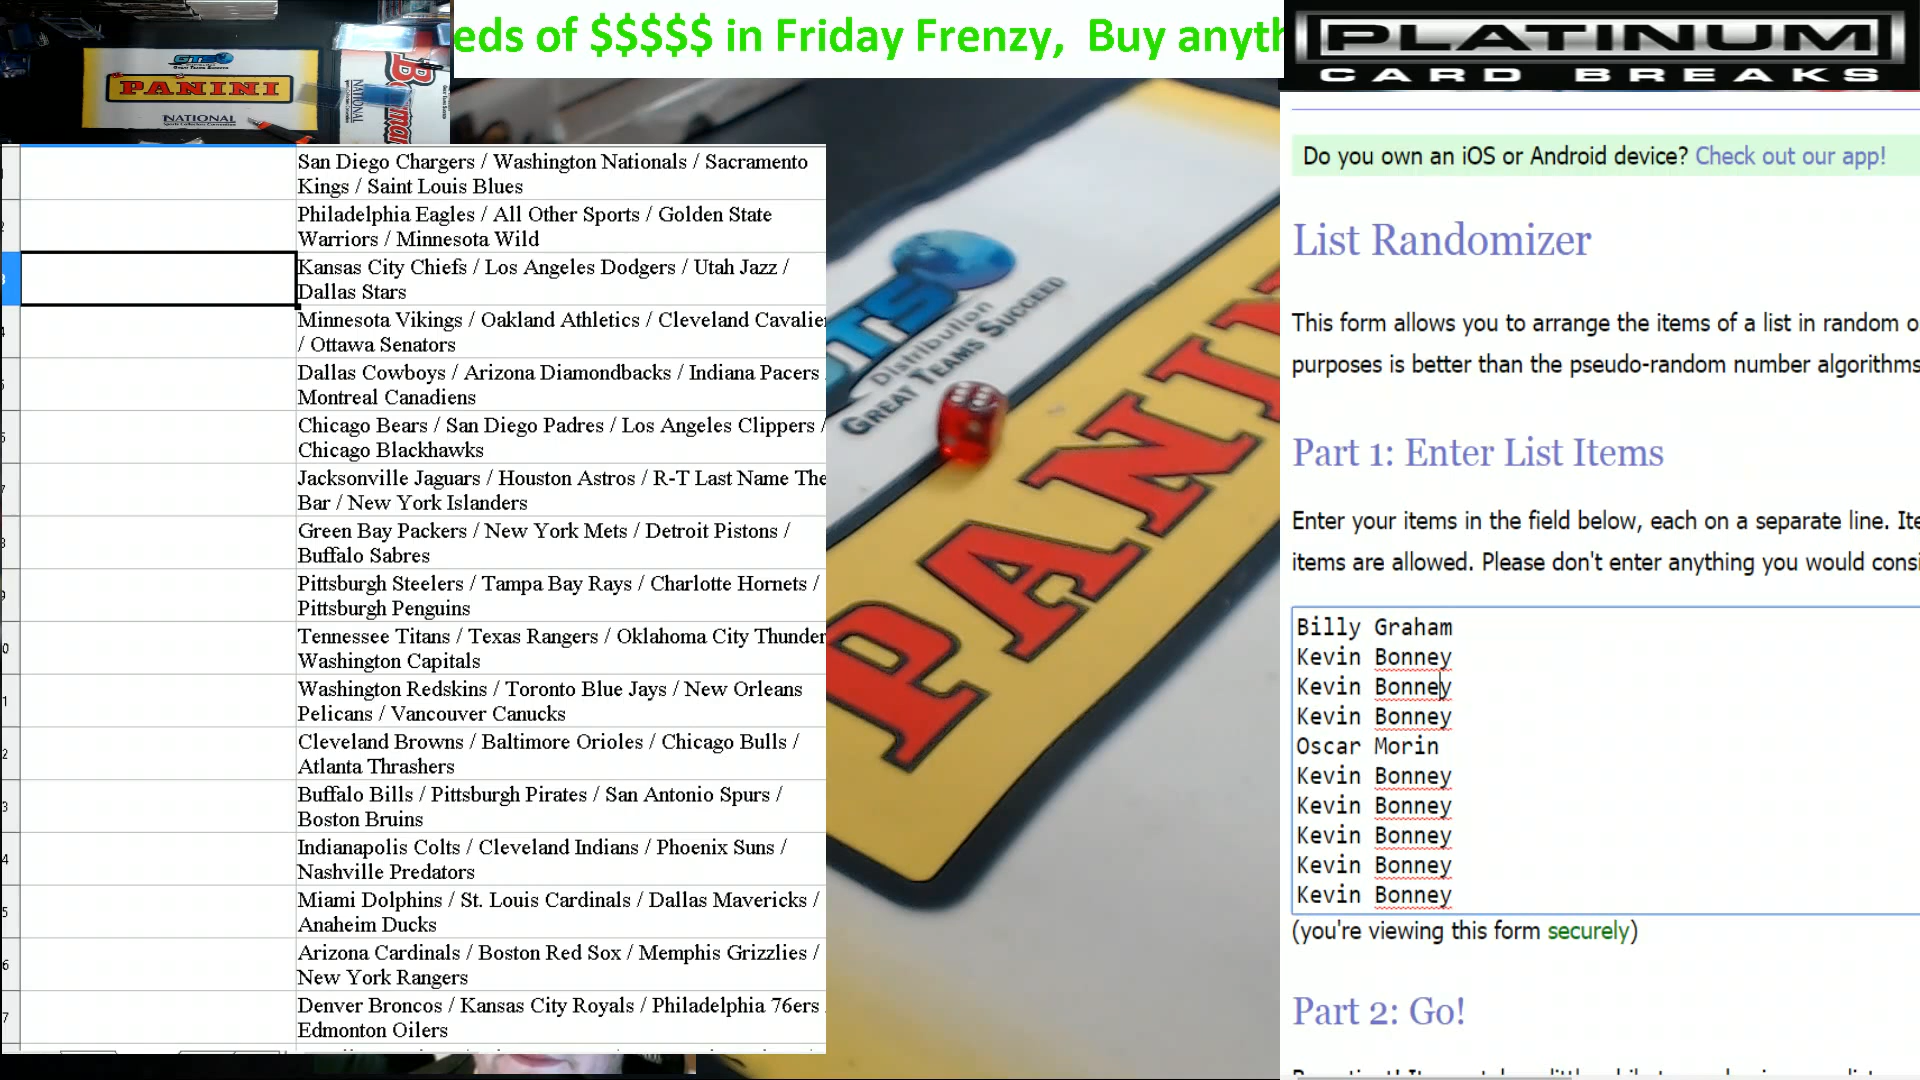 eds of $$$$$ in Friday Frenzy, Buy anyth
PLATINUM
CARD BREAKS
GTS
PANINI
NATIONAL
Bowman
NATIONAL
San Diego Chargers / Washington Nationals / Sacramento
Kings / Saint Louis Blues
Philadelphia Eagles / All Other Sports / Golden State
Warriors / Minnesota Wild
Kansas City Chiefs / Los Angeles Dodgers / Utah Jazz /
Dallas Stars
Minnesota Vikings / Oakland Athletics / Cleveland Cavalier
/ Ottawa Senators
Dallas Cowboys / Arizona Diamondbacks / Indiana Pacers
Montreal Canadiens
Chicago Bears / San Diego Padres / Los Angeles Clippers /
Chicago Blackhawks
Jacksonville Jaguars / Houston Astros / R-T Last Name The
Bar / New York Islanders
Green Bay Packers / New York Mets / Detroit Pistons /
Buffalo Sabres
Pittsburgh Steelers / Tampa Bay Rays / Charlotte Hornets /
Pittsburgh Penguins
Tennessee Titans / Texas Rangers / Oklahoma City Thunder
Washington Capitals
Washington Redskins / Toronto Blue Jays / New Orleans
Pelicans / Vancouver Canucks
Cleveland Browns / Baltimore Orioles / Chicago Bulls /
Atlanta Thrashers
Buffalo Bills / Pittsburgh Pirates / San Antonio Spurs /
Boston Bruins
Indianapolis Colts / Cleveland Indians / Phoenix Suns /
Nashville Predators
Miami Dolphins / St. Louis Cardinals / Dallas Mavericks /
Anaheim Ducks
Arizona Cardinals / Boston Red Sox / Memphis Grizzlies /
New York Rangers
Denver Broncos / Kansas City Royals / Philadelphia 76ers
Edmonton Oilers
GTS
Distribution
GREAT TEAMS SUCCEED
PANINI
Do you own an iOS or Android device? Check out our app!
List Randomizer
This form allows you to arrange the items of a list in random o
purposes is better than the pseudo-random number algorithms
Part 1: Enter List Items
Enter your items in the field below, each on a separate line. Ite
items are allowed. Please don't enter anything you would consi
Billy Graham
Kevin Bonney
Kevin Bonney
Kevin Bonney
Oscar Morin
Kevin Bonney
Kevin Bonney
Kevin Bonney
Kevin Bonney
Kevin Bonney
(you're viewing this form securely)
Part 2: Go!